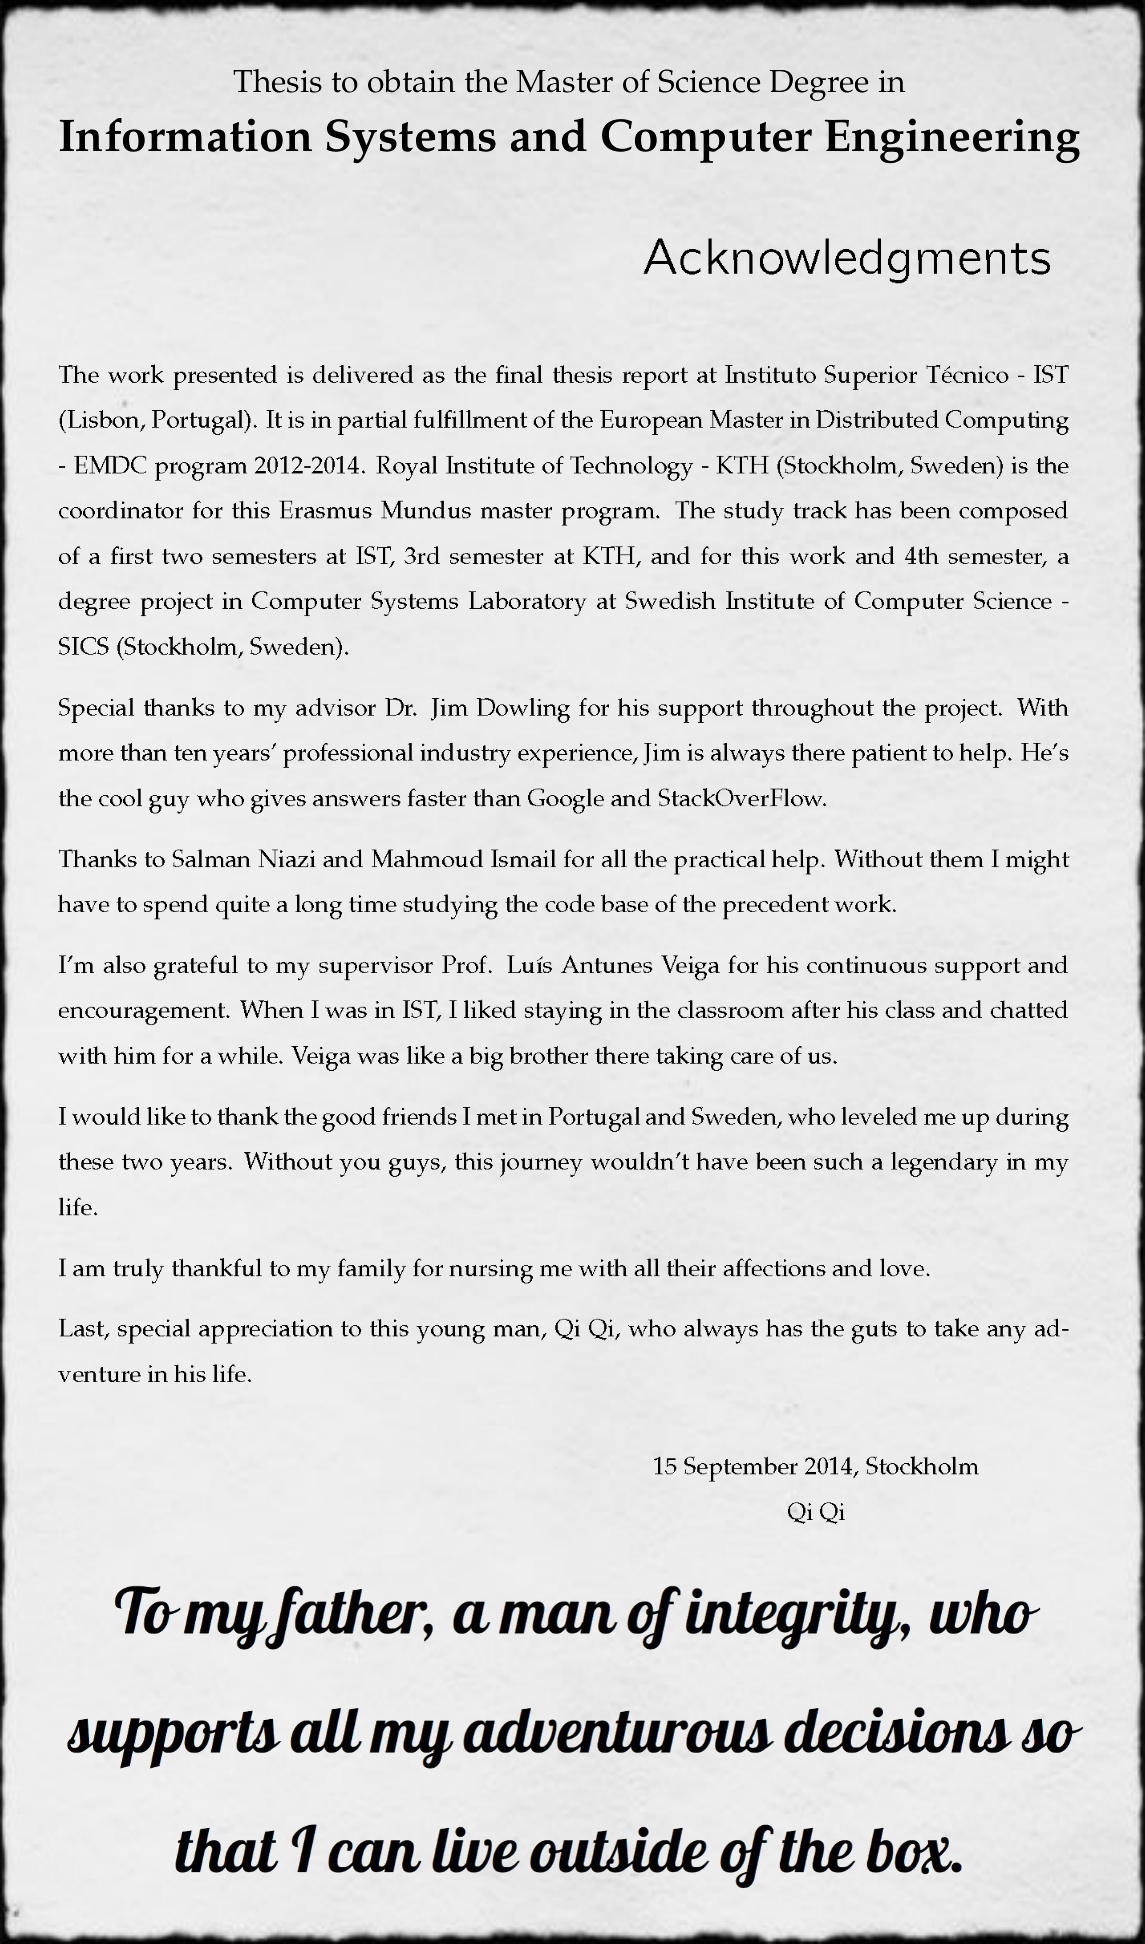 Thesis to obtain the Master of Science Degree in
Information Systems and Computer Engineering
Acknowledgments
The work presented is delivered as the final thesis report at Instituto Superior Técnico - IST
(Lisbon, Portugal). It is in partial fulfillment of the European Master in Distributed Computing
- EMDC program 2012-2014. Royal Institute of Technology - KTH (Stockholm, Sweden) is the
coordinator for this Erasmus Mundus master program. The study track has been composed
of a first two semesters at IST, 3rd semester at KTH, and for this work and 4th semester, a
degree project in Computer Systems Laboratory at Swedish Institute of Computer Science -
SICS (Stockholm, Sweden).
Special thanks to my advisor Dr. Jim Dowling for his support throughout the project. With
more than ten years’ professional industry experience, Jim is always there patient to help. He’s
the cool guy who gives answers faster than Google and StackOverFlow.
Thanks to Salman Niazi and Mahmoud Ismail for all the practical help. Without them I might
have to spend quite a long time studying the code base of the precedent work.
I’m also grateful to my supervisor Prof. Luís Antunes Veiga for his continuous support and
encouragement. When I was in IST, I liked staying in the classroom after his class and chatted
with him for a while. Veiga was like a big brother there taking care of us.
I would like to thank the good friends I met in Portugal and Sweden, who leveled me up during
these two years. Without you guys, this journey wouldn’t have been such a legendary in my
life.
I am truly thankful to my family for nursing me with all their affections and love.
Last, special appreciation to this young man, Qi Qi, who always has the guts to take any ad-
venture in his life.
15 September 2014, Stockholm
Qi Qi
To my father, a man of integrity, who
supports all my adventurous decisions so
that I can live outside of the box.